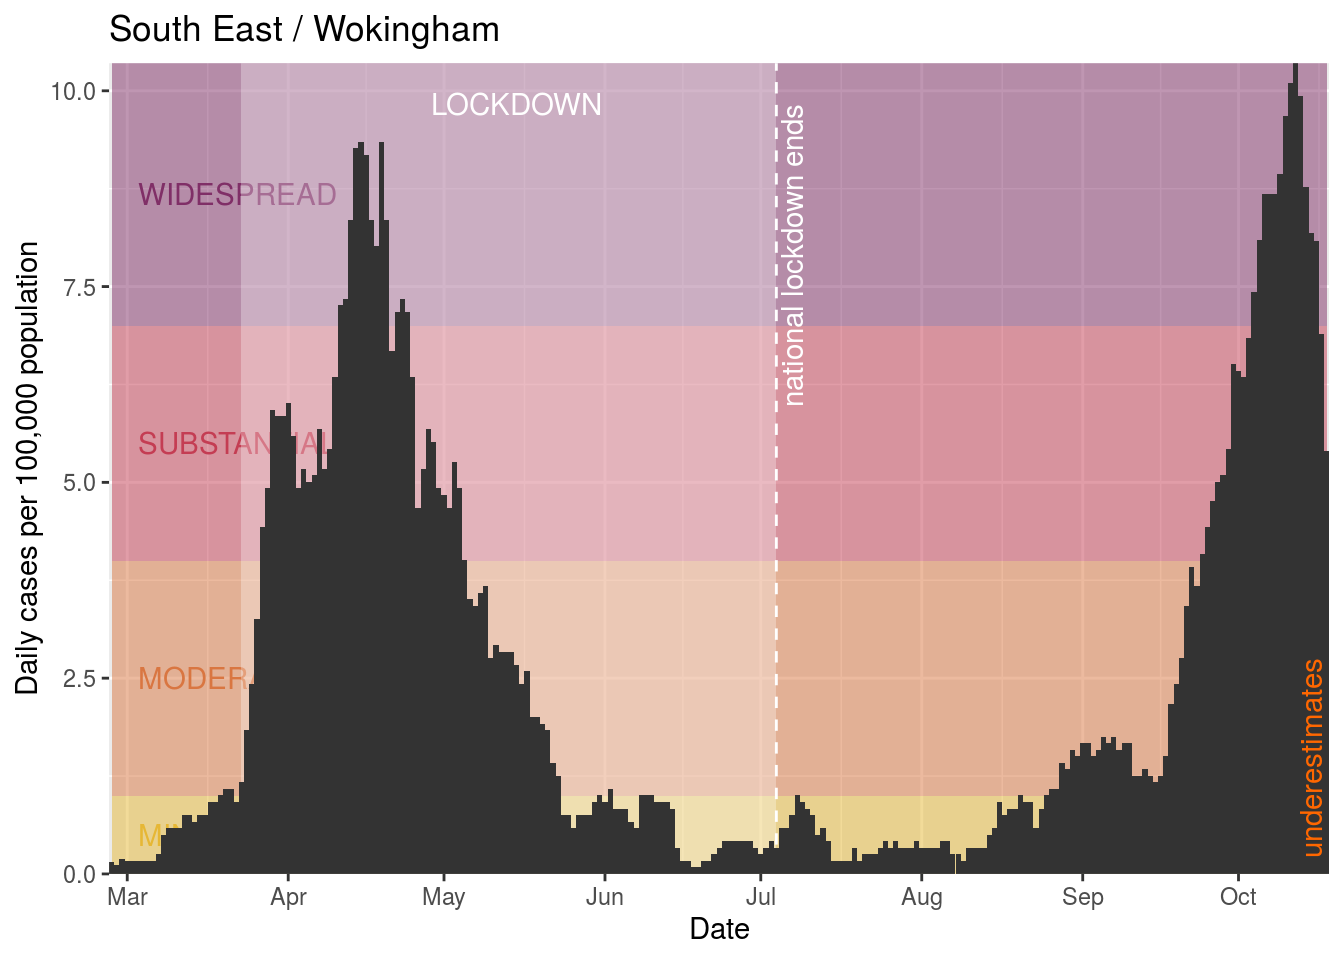 South East / Wokingham
10.0
7.5
5.0
2.5
0.0
Daily cases per 100,000 population
LOCKDOWN
WIDESPREAD
national lockdown ends
underestimates
Mar Apr May Jun Jul Aug Sep Oct
Date